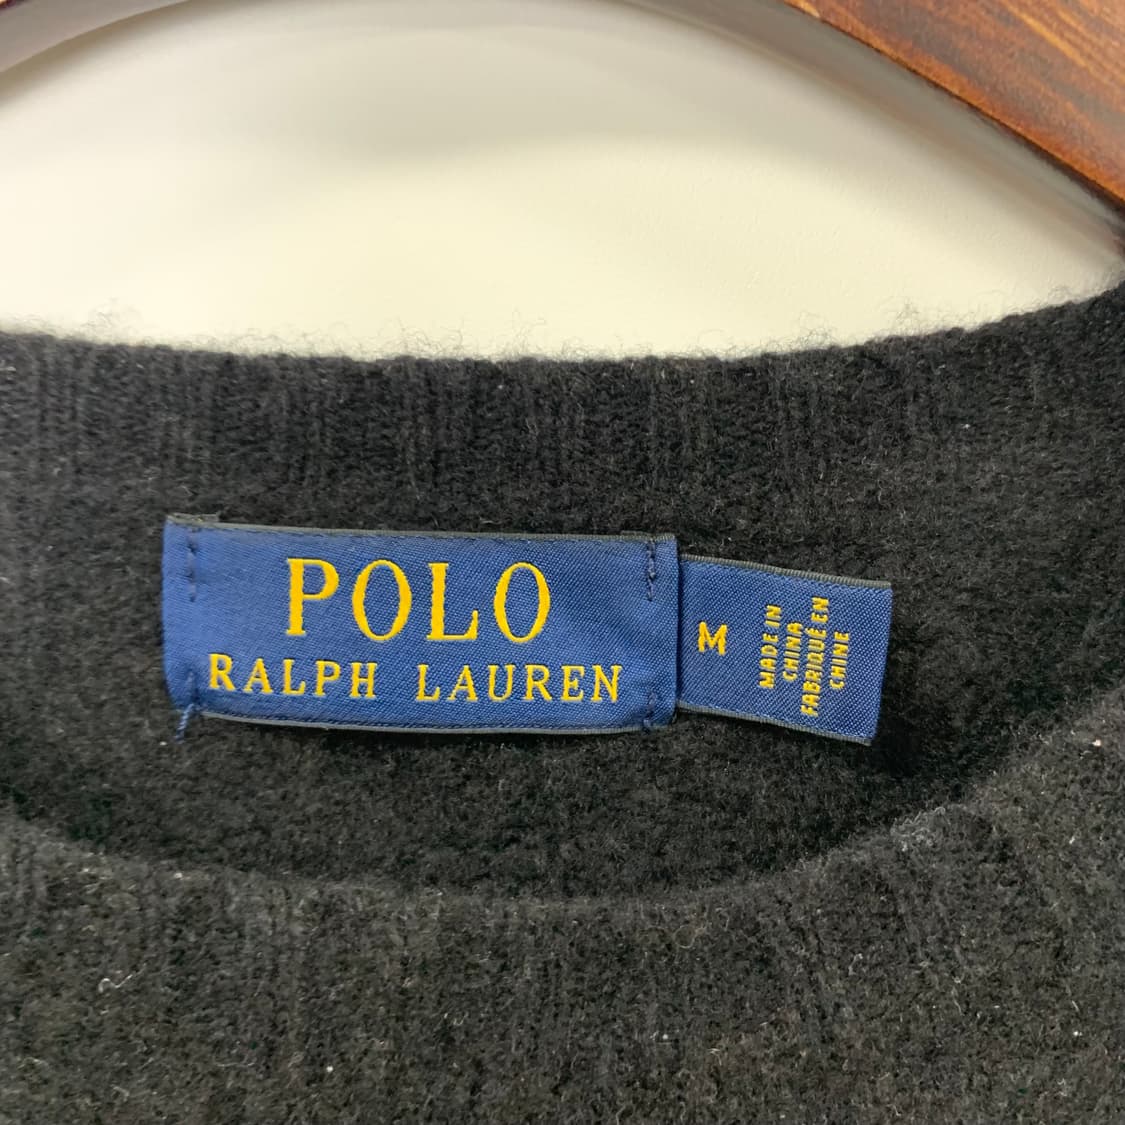 POLO
RALPH LAUREN
M
MADE IN
CHINA
FABRIQUÉ EN
CHINE